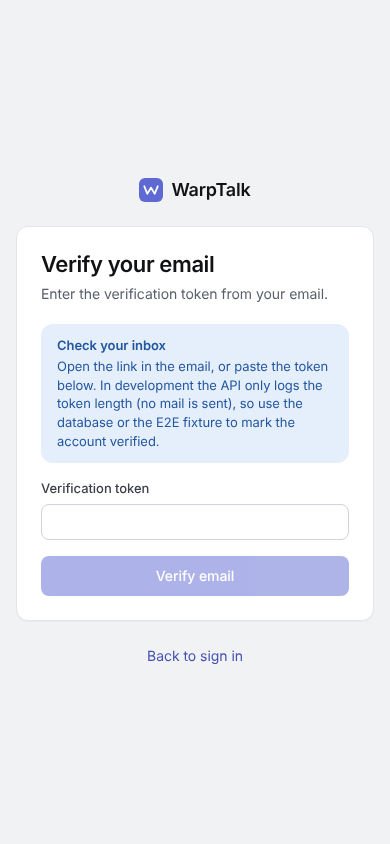 WarpTalk
Verify your email
Enter the verification token from your email.
Check your inbox
Open the link in the email, or paste the token
below. In development the API only logs the
token length (no mail is sent), so use the
database or the E2E fixture to mark the
account verified.
Verification token
Verify email
Back to sign in